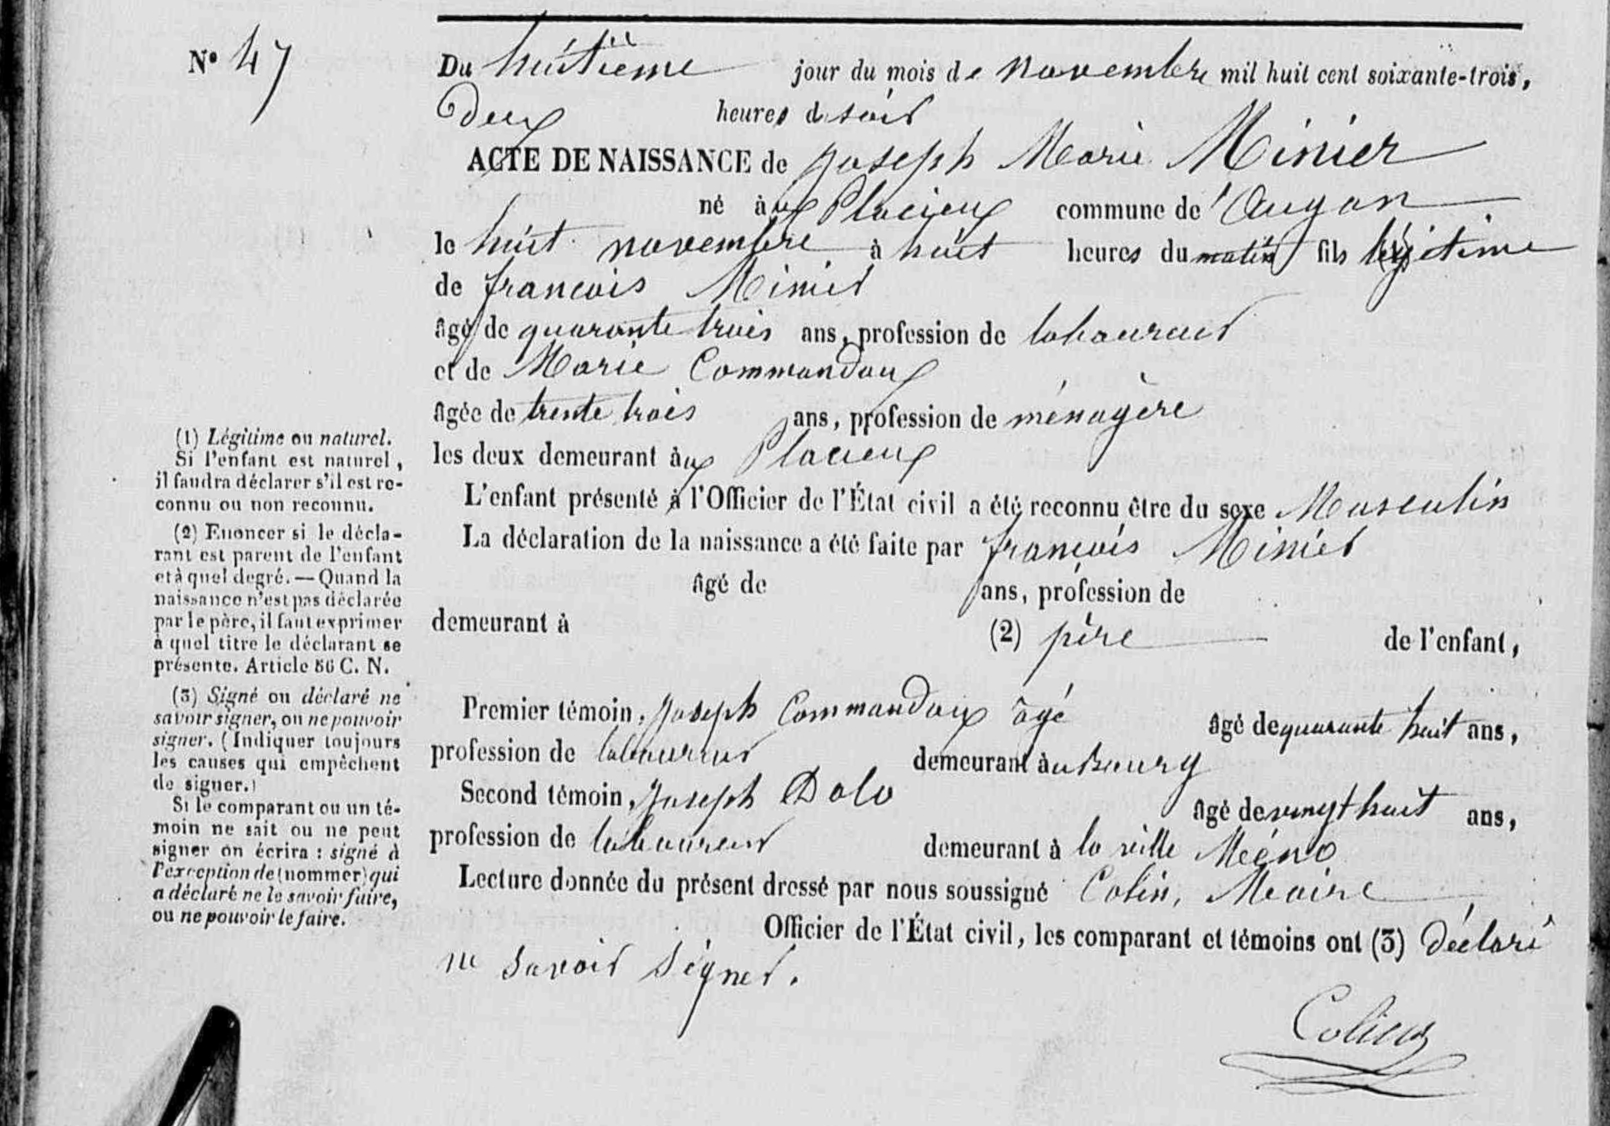 N° 47
Du huitième jour du mois de novembre mil huit cent soixante-trois,
Deux heures du soir
ACTE DE NAISSANCE de Joseph Marie Minier
né aux Placieux commune de Augan
le huit novembre à huit heures du matin fils légitime
de françois Minier
âgé de quarante trois ans, profession de laboureur
et de Marie Commandoux
âgée de trente trois ans, profession de ménagère
les deux demeurant aux Placieux
L'enfant présenté à l'Officier de l'État civil a été reconnu être du sexe Masculin
La déclaration de la naissance a été faite par françois Minier
âgé de ans, profession de
demeurant à (2) père de l'enfant,
Premier témoin, Joseph Commandoux âgé âgé de quarante huit ans,
profession de laboureur demeurant au Bourg
Second témoin, Joseph Dolo âgé de vingt huit ans,
profession de laboureur demeurant à la ville
Lecture donnée du présent dressé par nous soussigné Colin, Maire
Officier de l'État civil, les comparant et témoins ont (3) déclaré
ne savoir signer.
Colin
(1) Légitime ou naturel.
Si l'enfant est naturel,
il faudra déclarer s'il est re-
connu ou non reconnu.
(2) Enoncer si le décla-
rant est parent de l'enfant
et à quel degré. — Quand la
naissance n'est pas déclarée
par le père, il faut exprimer
à quel titre le déclarant se
présente. Article 56 C. N.
(3) Signé ou déclaré ne
savoir signer, ou ne pouvoir
signer. (Indiquer toujours
les causes qui empêchent
de signer.)
Si le comparant ou un té-
moin ne sait ou ne peut
signer on écrira : signé à
l'exception de (nommer) qui
a déclaré ne le savoir faire,
ou ne pouvoir le faire.